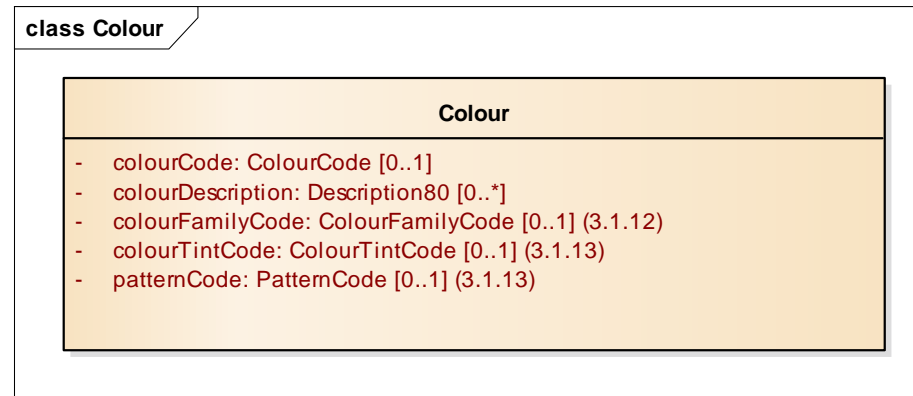 class Colour
Colour
- colourCode: ColourCode [0..1]
- colourDescription: Description80 [0..*]
- colourFamilyCode: ColourFamilyCode [0..1] (3.1.12)
- colourTintCode: ColourTintCode [0..1] (3.1.13)
- patternCode: PatternCode [0..1] (3.1.13)